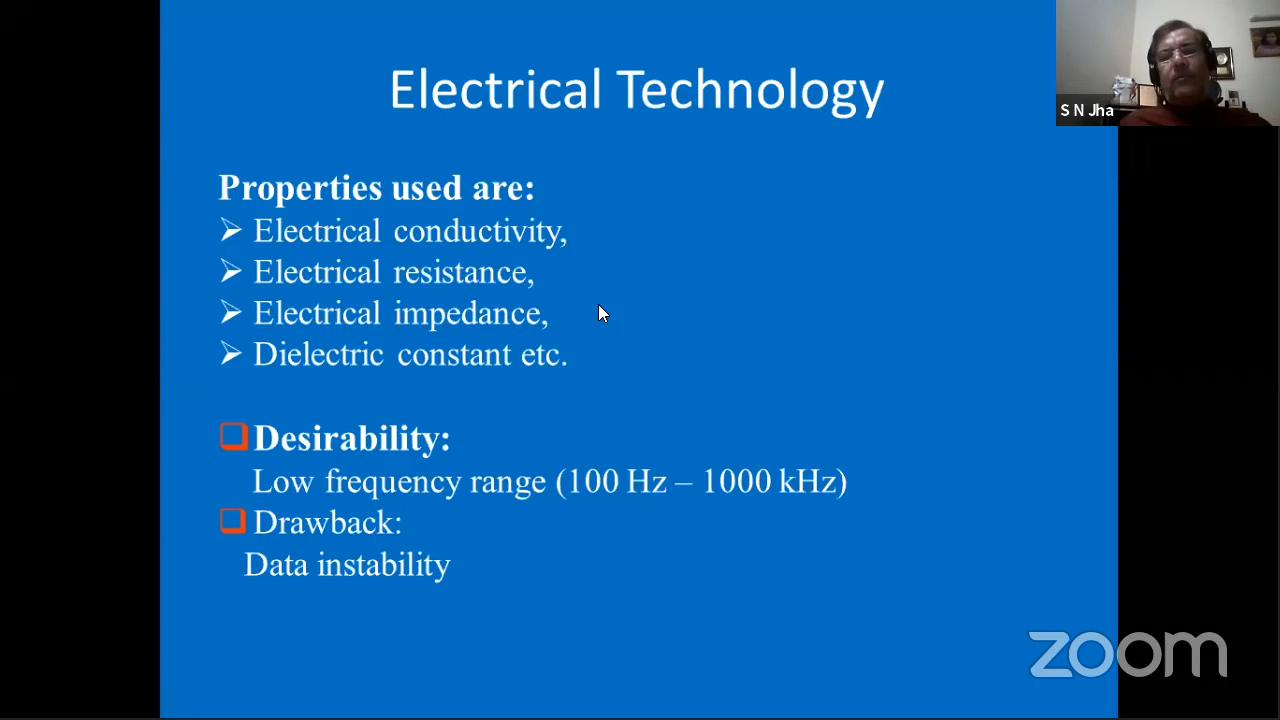 Electrical Technology
S N Jha
Properties used are:
➢ Electrical conductivity,
➢ Electrical resistance,
➢ Electrical impedance,
➢ Dielectric constant etc.
❑ Desirability:
Low frequency range (100 Hz – 1000 kHz)
❑ Drawback:
Data instability
zoom